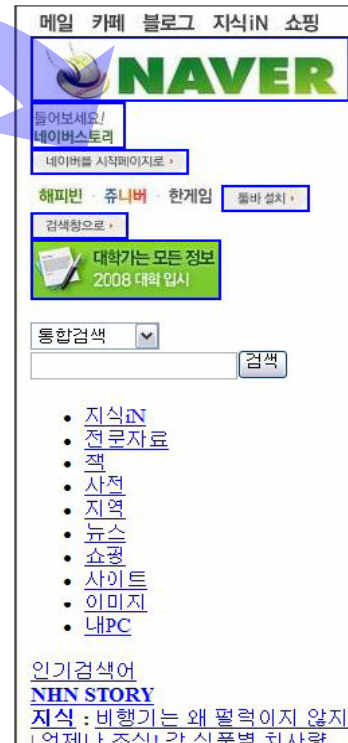 메일 카페 블로그 지식iN 쇼핑
NAVER
들어보세요!
네이버스토리
네이버를 시작페이지로
해피빈 · 쥬니버 · 한게임 툴바 설치
검색창으로
대학가는 모든 정보
2008 대학 입시
통합검색
검색
지식iN
전문자료
책
사전
지역
뉴스
쇼핑
사이트
이미지
내PC
인기검색어
NHN STORY
지식 : 비행기는 왜 펄럭이지 않지